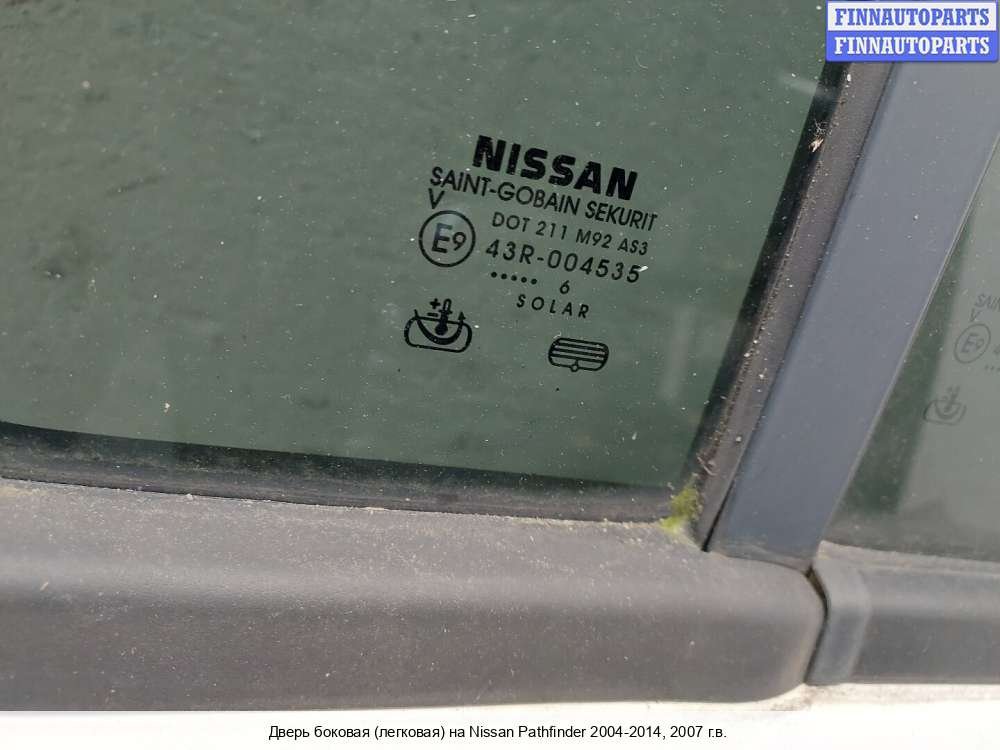 FINNAUTOPARTS
FINNAUTOPARTS
NISSAN
SAINT-GOBAIN SEKURIT
V
DOT 211 M92 AS3
E9
43R-004535
..... 6
SOLAR
V
E9
Дверь боковая (легковая) на Nissan Pathfinder 2004-2014, 2007 г.в.